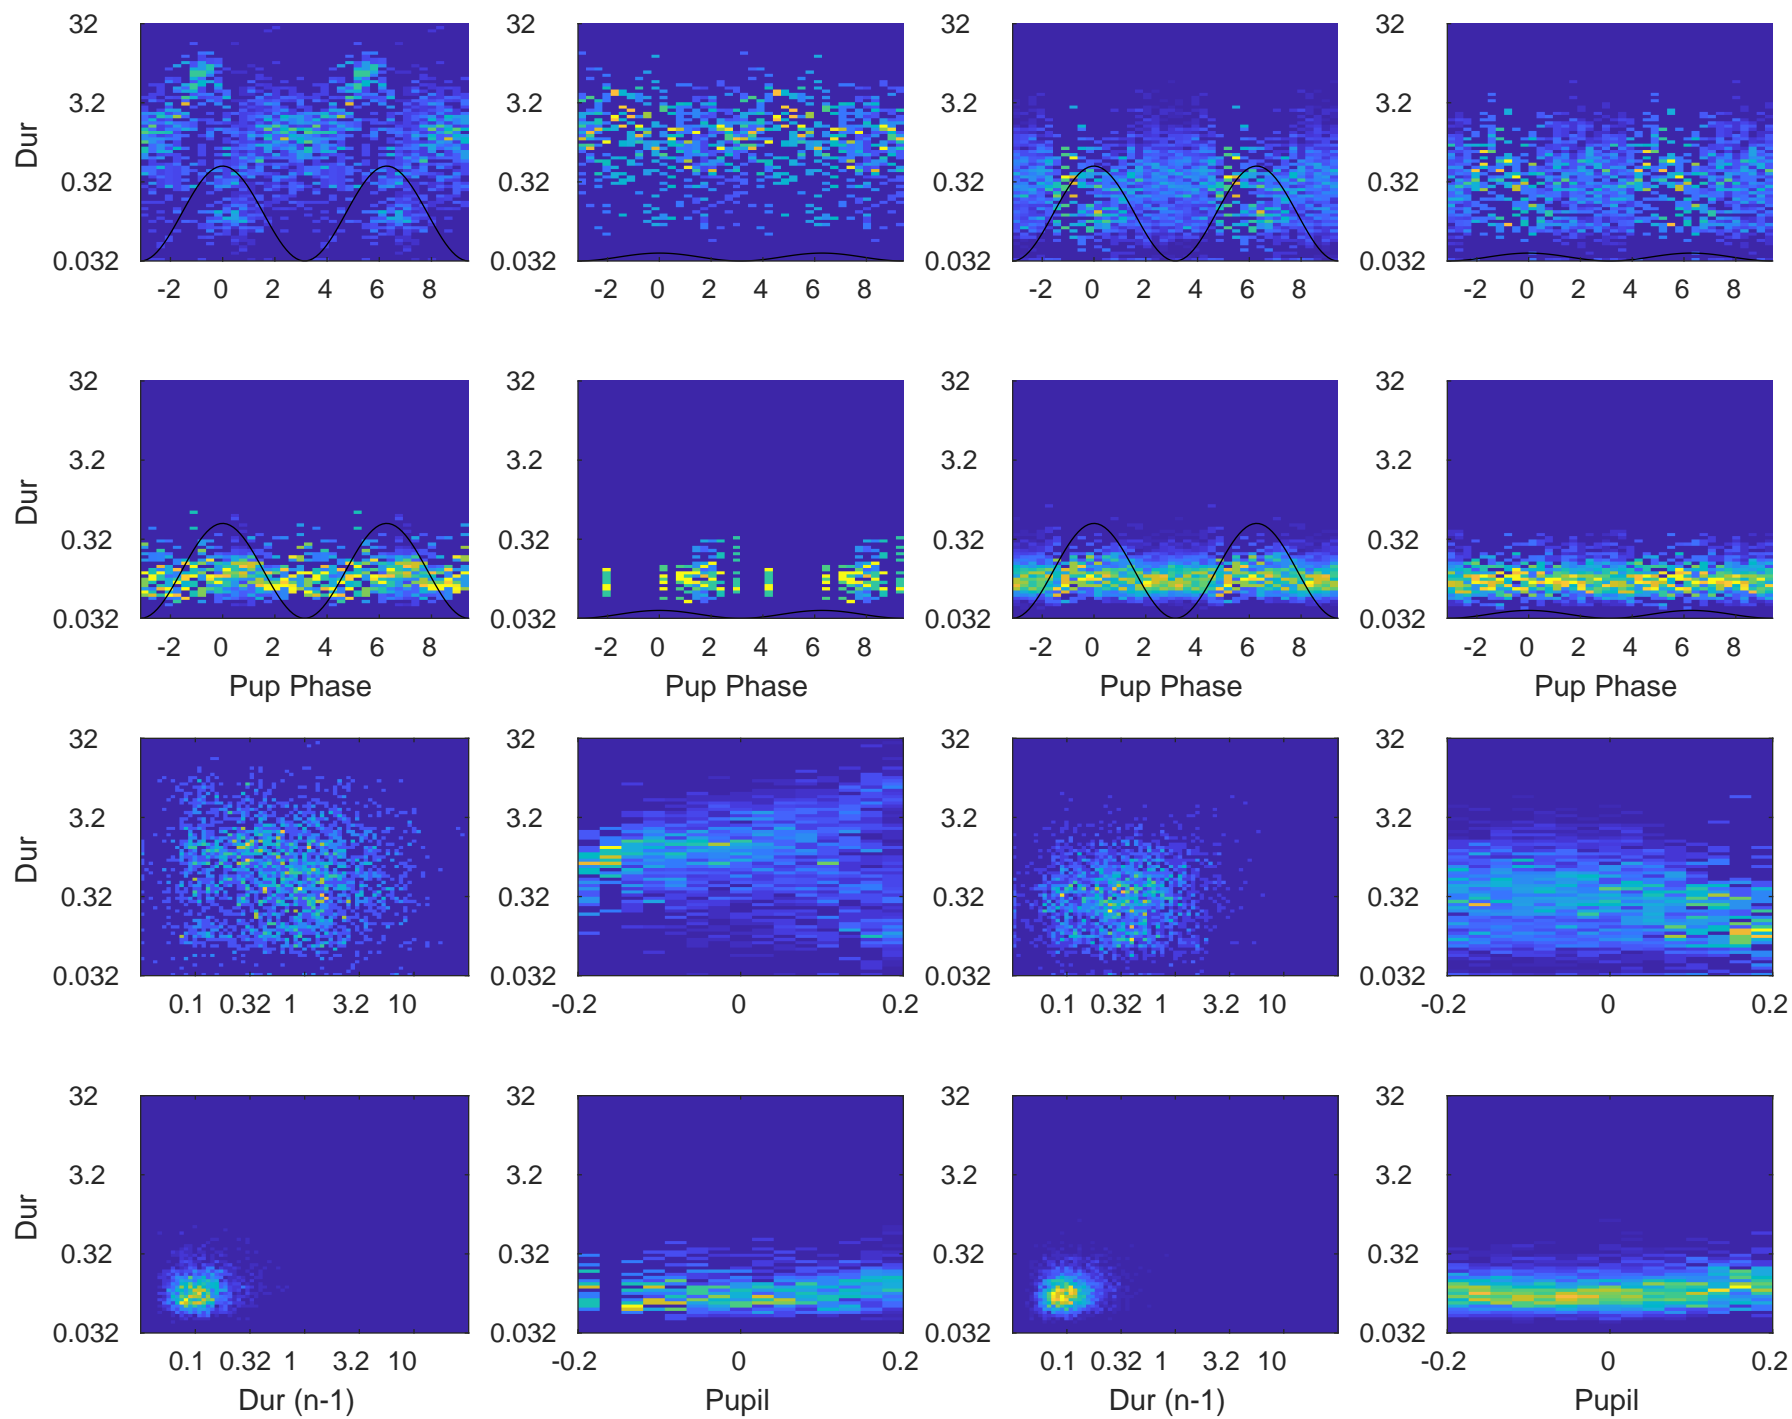 32 32 32 32
3.2 3.2 3.2 3.2
Dur
0.32 0.32 0.32 0.32
0.032 0.032 0.032 0.032
-2 0 2 4 6 8 -2 0 2 4 6 8 -2 0 2 4 6 8 -2 0 2 4 6 8
32 32 32 32
3.2 3.2 3.2 3.2
Dur
0.32 0.32 0.32 0.32
0.032 0.032 0.032 0.032
-2 0 2 4 6 8 -2 0 2 4 6 8 -2 0 2 4 6 8 -2 0 2 4 6 8
Pup Phase Pup Phase Pup Phase Pup Phase
32 32 32 32
3.2 3.2 3.2 3.2
Dur
0.32 0.32 0.32 0.32
0.032 0.032 0.032 0.032
0.1 0.32 1 3.2 10 -0.2 0 0.2 0.1 0.32 1 3.2 10 -0.2 0 0.2
32 32 32 32
3.2 3.2 3.2 3.2
Dur
0.32 0.32 0.32 0.32
0.032 0.032 0.032 0.032
0.1 0.32 1 3.2 10 -0.2 0 0.2 0.1 0.32 1 3.2 10 -0.2 0 0.2
Dur (n-1) Pupil Dur (n-1) Pupil